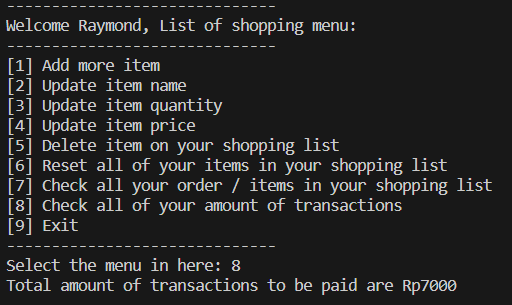 ------------------------------
Welcome Raymond, List of shopping menu:
------------------------------
[1] Add more item
[2] Update item name
[3] Update item quantity
[4] Update item price
[5] Delete item on your shopping list
[6] Reset all of your items in your shopping list
[7] Check all your order / items in your shopping list
[8] Check all of your amount of transactions
[9] Exit
------------------------------
Select the menu in here: 8
Total amount of transactions to be paid are Rp7000